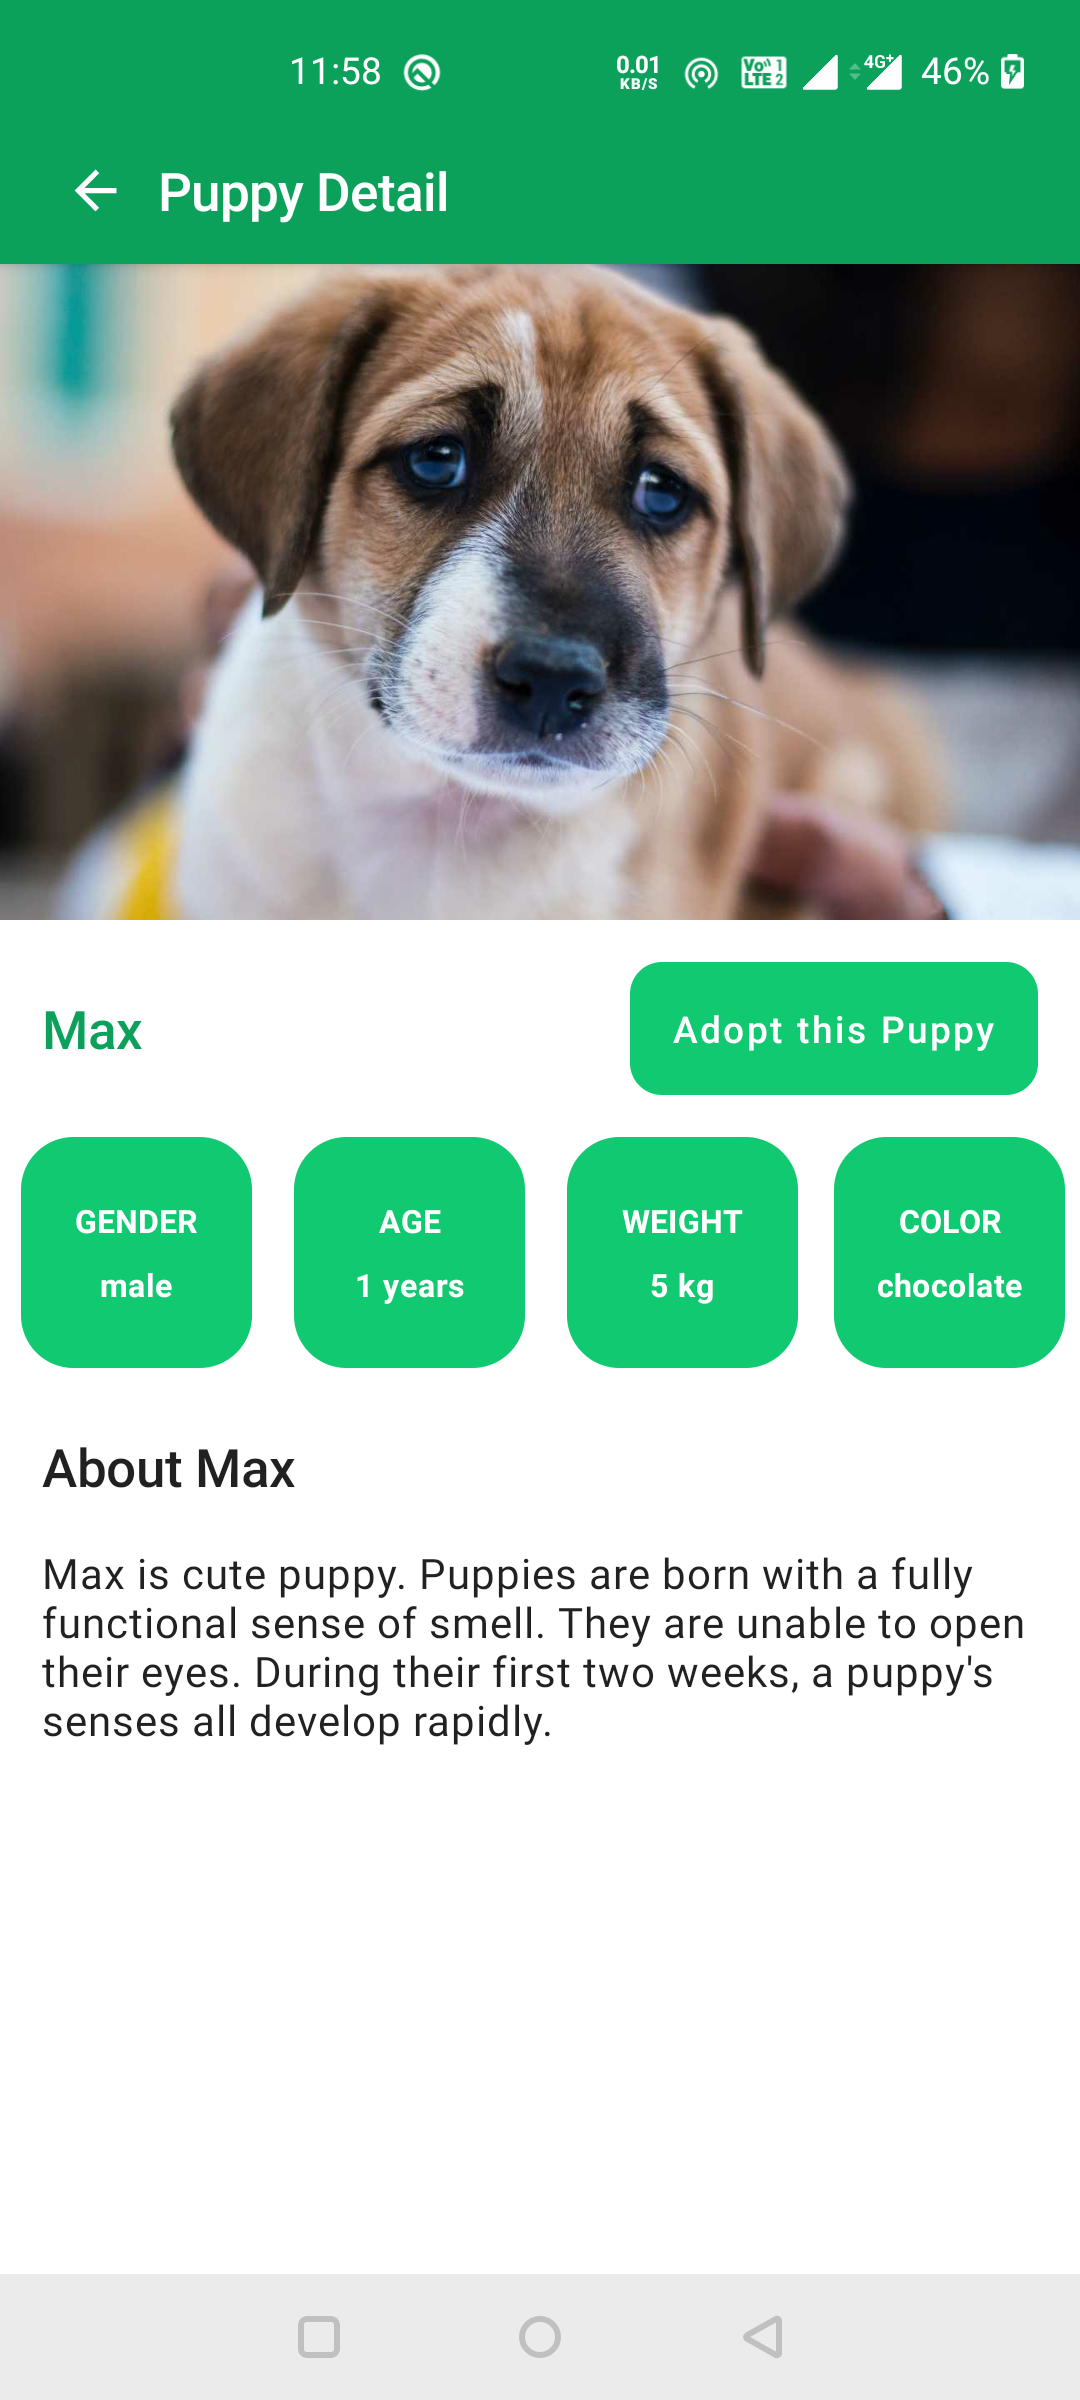 11:58 0.01 KB/S Vo)) LTE 1 2 4G+ 46%
Puppy Detail
Max
Adopt this Puppy
GENDER
male
AGE
1 years
WEIGHT
5 kg
COLOR
chocolate
About Max
Max is cute puppy. Puppies are born with a fully
functional sense of smell. They are unable to open
their eyes. During their first two weeks, a puppy's
senses all develop rapidly.